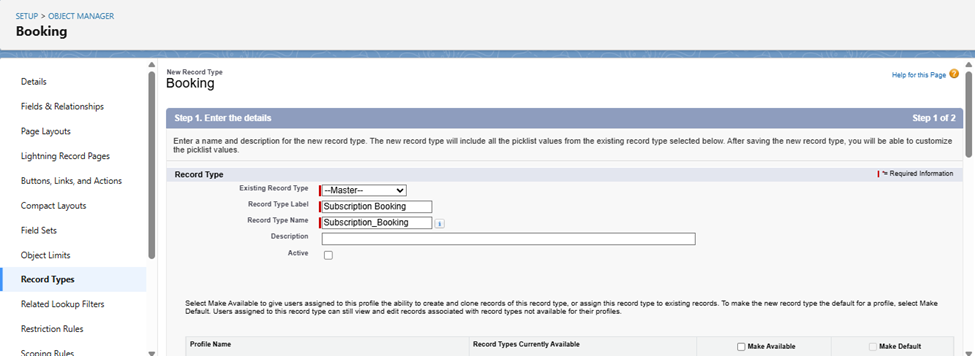 SETUP > OBJECT MANAGER
Booking
Details
Fields & Relationships
Page Layouts
Lightning Record Pages
Buttons, Links, and Actions
Compact Layouts
Field Sets
Object Limits
Record Types
Related Lookup Filters
Restriction Rules
Scoping Rules
New Record Type
Booking
Help for this Page ?
Step 1. Enter the details
Step 1 of 2
Enter a name and description for the new record type. The new record type will include all the picklist values from the existing record type selected below. After saving the new record type, you will be able to customize
the picklist values.
Record Type
= Required Information
Existing Record Type --Master--
Record Type Label Subscription Booking
Record Type Name Subscription_Booking i
Description
Active
Select Make Available to give users assigned to this profile the ability to create and clone records of this record type, or assign this record type to existing records. To make the new record type the default for a profile, select Make
Default. Users assigned to this record type can still view and edit records associated with record types not available for their profiles.
Profile Name Record Types Currently Available Make Available Make Default